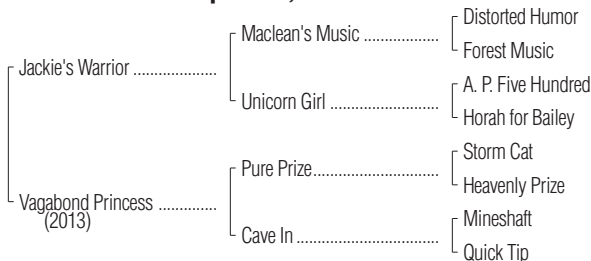 Distorted Humor
Maclean's Music ..................
Forest Music
Jackie's Warrior ...................
A. P. Five Hundred
Unicorn Girl .........................
Horah for Bailey
Storm Cat
Pure Prize.............................
Heavenly Prize
Vagabond Princess .............
(2013)
Mineshaft
Cave In .................................
Quick Tip